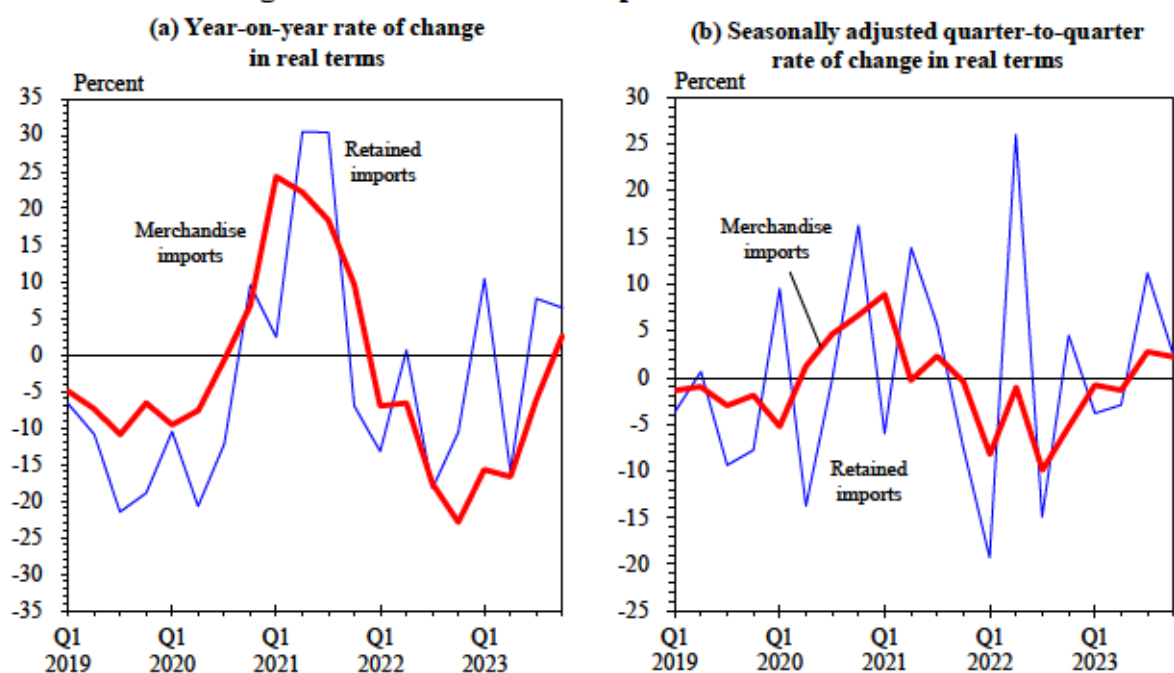 (a) Year-on-year rate of change
in real terms
Percent
35
30
25
20
15
10
5
0
-5
-10
-15
-20
-25
-30
-35
Retained
imports
Merchandise
imports
Q1
2019
Q1
2020
Q1
2021
Q1
2022
Q1
2023
(b) Seasonally adjusted quarter-to-quarter
rate of change in real terms
Percent
30
25
20
15
10
5
0
-5
-10
-15
-20
-25
Merchandise
imports
Retained
imports
Q1
2019
Q1
2020
Q1
2021
Q1
2022
Q1
2023